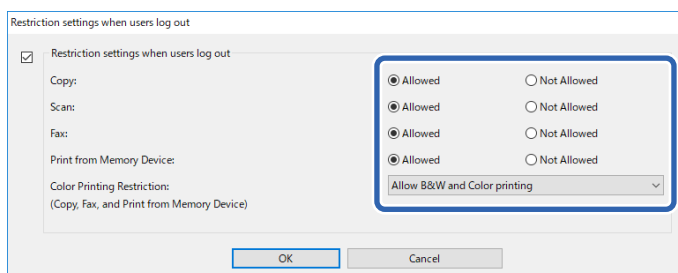 Restriction settings when users log out
Restriction settings when users log out
Copy: Allowed Not Allowed
Scan: Allowed Not Allowed
Fax: Allowed Not Allowed
Print from Memory Device: Allowed Not Allowed
Color Printing Restriction: Allow B&W and Color printing
(Copy, Fax, and Print from Memory Device)
OK Cancel